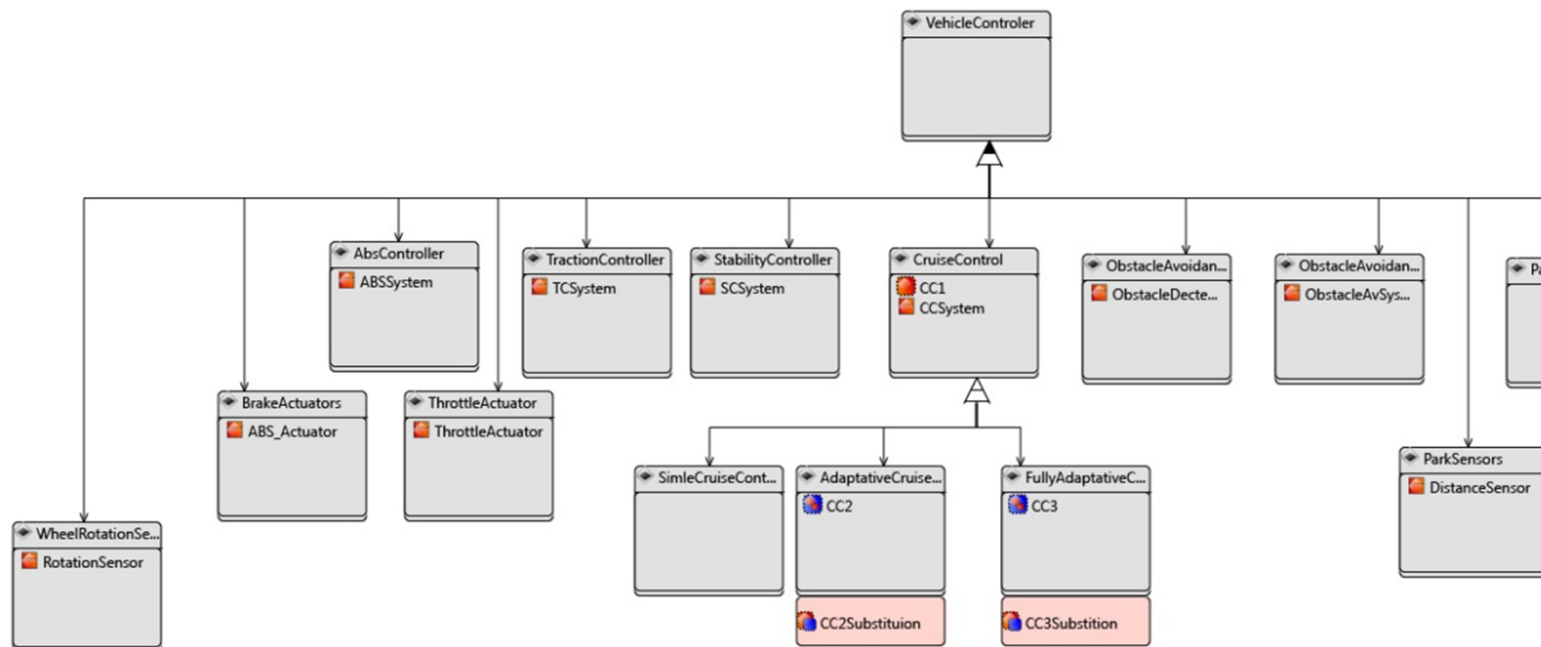 VehicleControler
AbsController
ABSSystem
TractionController
TCSystem
StabilityController
SCSystem
CruiseControl
CC1
CCSystem
ObstacleAvoidan...
ObstacleDecte...
ObstacleAvoidan...
ObstacleAvSys...
Pa
BrakeActuators
ABS_Actuator
ThrottleActuator
ThrottleActuator
ParkSensors
DistanceSensor
SimleCruiseCont...
AdaptativeCruise...
CC2
CC2Substituion
FullyAdaptativeC...
CC3
CC3Substition
WheelRotationSe...
RotationSensor